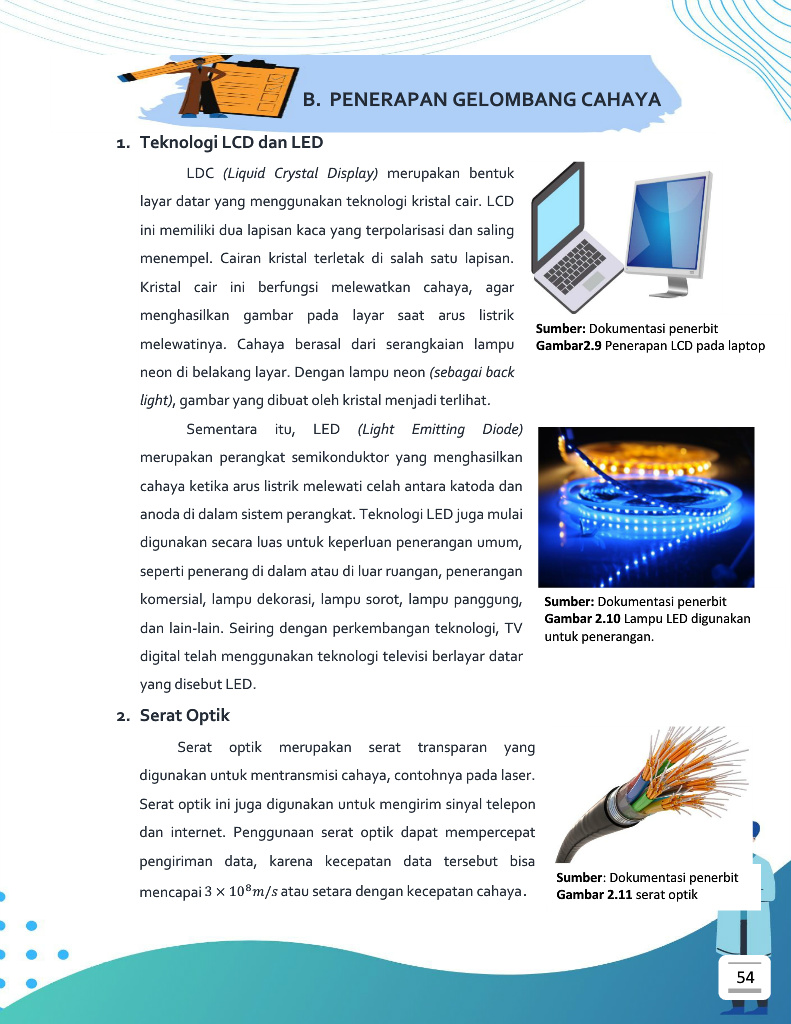 B. PENERAPAN GELOMBANG CAHAYA
1. Teknologi LCD dan LED
LDC (Liquid Crystal Display) merupakan bentuk
layar datar yang menggunakan teknologi kristal cair. LCD
ini memiliki dua lapisan kaca yang terpolarisasi dan saling
menempel. Cairan kristal terletak di salah satu lapisan.
Kristal cair ini berfungsi melewatkan cahaya, agar
menghasilkan gambar pada layar saat arus listrik
melewatinya. Cahaya berasal dari serangkaian lampu
neon di belakang layar. Dengan lampu neon (sebagai back
light), gambar yang dibuat oleh kristal menjadi terlihat.
Sumber: Dokumentasi penerbit
Gambar2.9 Penerapan LCD pada laptop
Sementara itu, LED (Light Emitting Diode)
merupakan perangkat semikonduktor yang menghasilkan
cahaya ketika arus listrik melewati celah antara katoda dan
anoda di dalam sistem perangkat. Teknologi LED juga mulai
digunakan secara luas untuk keperluan penerangan umum,
seperti penerang di dalam atau di luar ruangan, penerangan
komersial, lampu dekorasi, lampu sorot, lampu panggung,
dan lain-lain. Seiring dengan perkembangan teknologi, TV
digital telah menggunakan teknologi televisi berlayar datar
yang disebut LED.
Sumber: Dokumentasi penerbit
Gambar 2.10 Lampu LED digunakan
untuk penerangan.
2. Serat Optik
Serat optik merupakan serat transparan yang
digunakan untuk mentransmisi cahaya, contohnya pada laser.
Serat optik ini juga digunakan untuk mengirim sinyal telepon
dan internet. Penggunaan serat optik dapat mempercepat
pengiriman data, karena kecepatan data tersebut bisa
mencapai 3 × 10⁸m/s atau setara dengan kecepatan cahaya.
Sumber: Dokumentasi penerbit
Gambar 2.11 serat optik
54